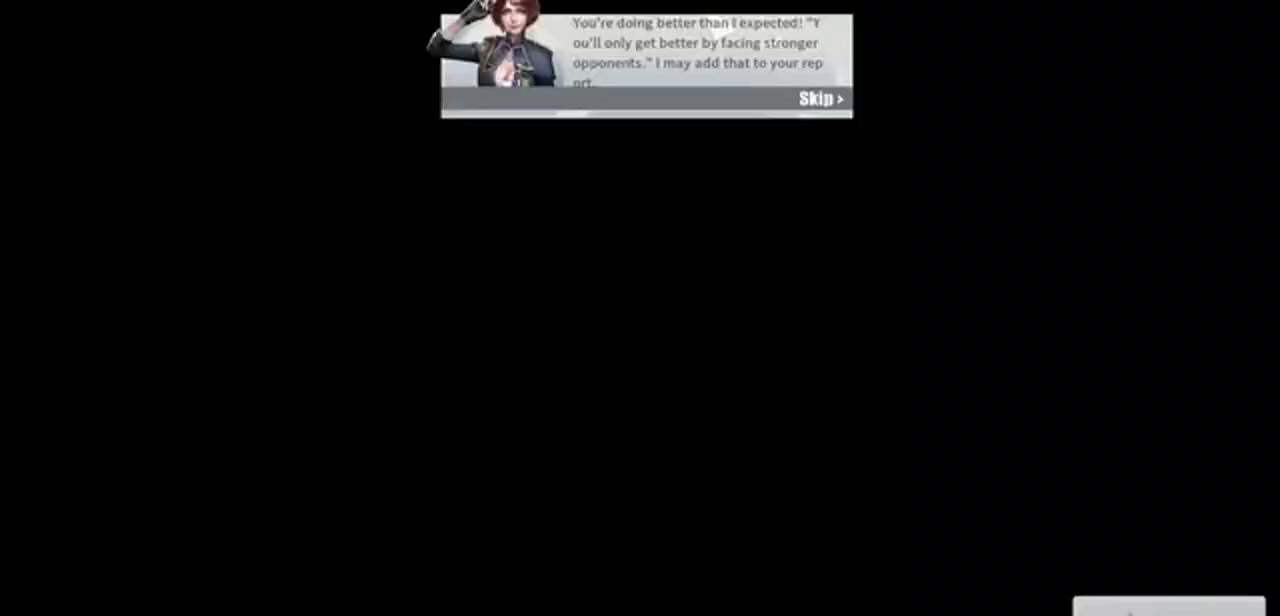 You're doing better than I expected! "Y
ou'll only get better by facing stronger
opponents." I may add that to your rep
ort.
Skip >